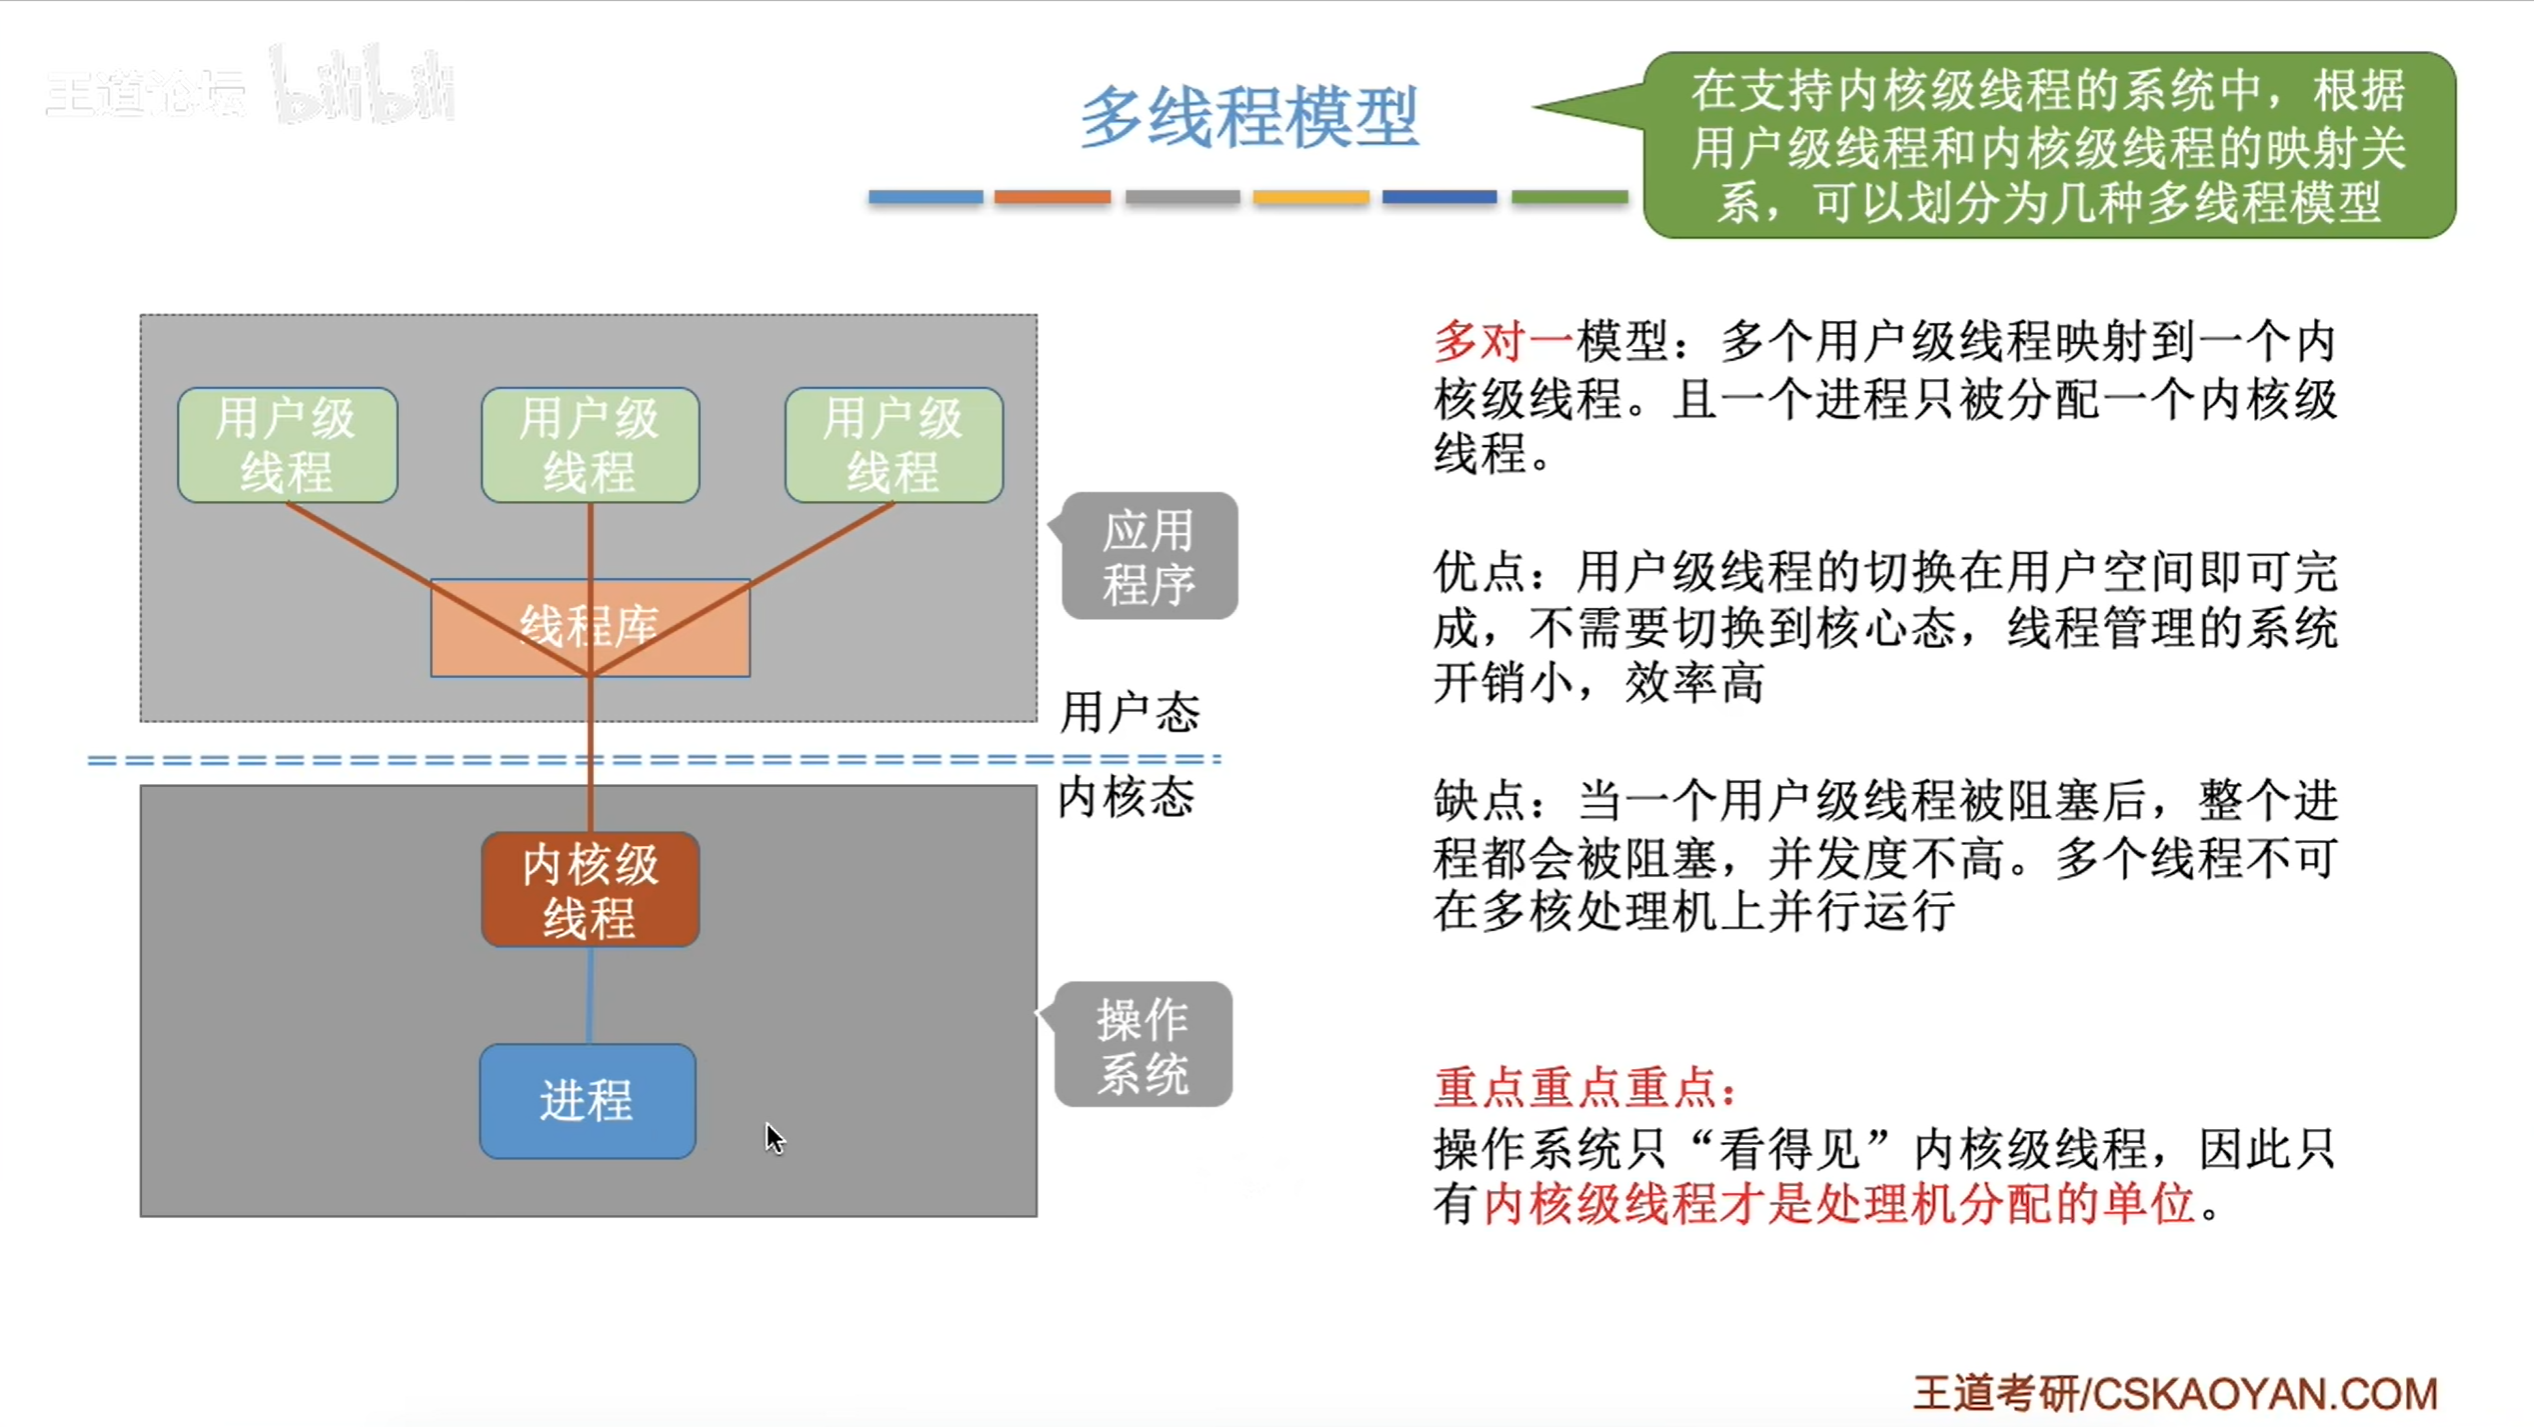 王道论坛 bilibili
多线程模型
在支持内核级线程的系统中，根据
用户级线程和内核级线程的映射关
系，可以划分为几种多线程模型
用户级
线程
用户级
线程
用户级
线程
线程库
应用
程序
用户态
内核态
内核级
线程
进程
操作
系统
多对一模型：多个用户级线程映射到一个内
核级线程。且一个进程只被分配一个内核级
线程。
优点：用户级线程的切换在用户空间即可完
成，不需要切换到核心态，线程管理的系统
开销小，效率高
缺点：当一个用户级线程被阻塞后，整个进
程都会被阻塞，并发度不高。多个线程不可
在多核处理机上并行运行
重点重点重点：
操作系统只“看得见”内核级线程，因此只
有内核级线程才是处理机分配的单位。
王道考研/CSKAOYAN.COM